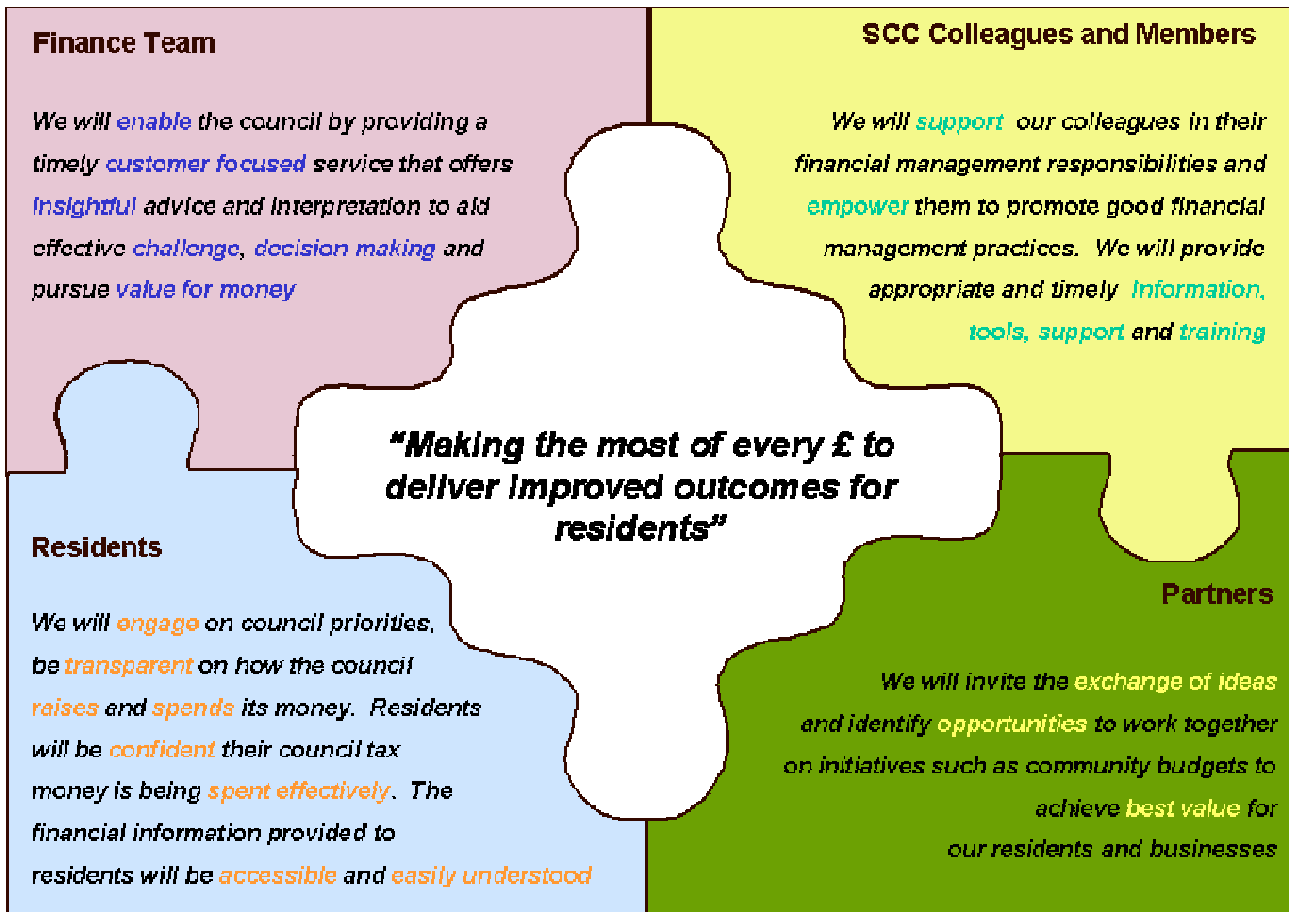 Finance Team
We will enable the council by providing a
timely customer focused service that offers
insightful advice and interpretation to aid
effective challenge, decision making and
pursue value for money
SCC Colleagues and Members
We will support our colleagues in their
financial management responsibilities and
empower them to promote good financial
management practices. We will provide
appropriate and timely information,
tools, support and training
"Making the most of every £ to
deliver improved outcomes for
residents"
Residents
We will engage on council priorities,
be transparent on how the council
raises and spends its money. Residents
will be confident their council tax
money is being spent effectively. The
financial information provided to
residents will be accessible and easily understood
Partners
We will invite the exchange of ideas
and identify opportunities to work together
on initiatives such as community budgets to
achieve best value for
our residents and businesses